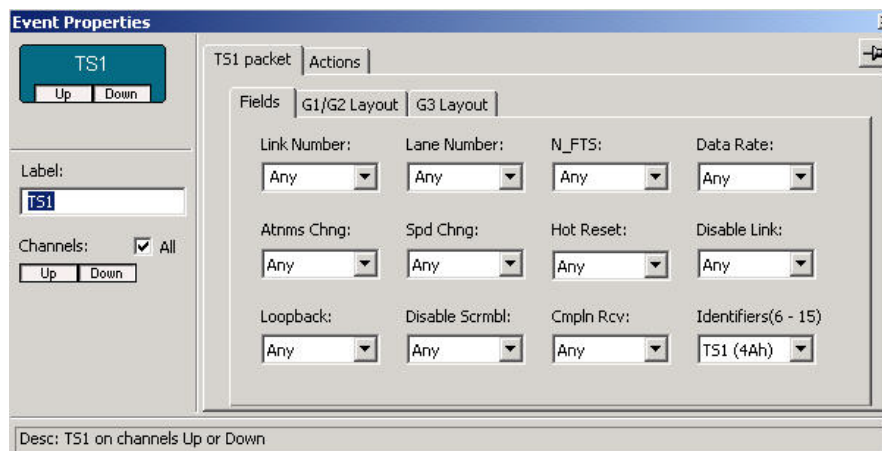 Event Properties
TS1
Up Down
Label:
TS1
Channels: All
Up Down
TS1 packet Actions
Fields G1/G2 Layout G3 Layout
Link Number: Lane Number: N_FTS: Data Rate:
Any Any Any Any
Atnms Chng: Spd Chng: Hot Reset: Disable Link:
Any Any Any Any
Loopback: Disable Scrmbl: Cmpln Rcv: Identifiers(6 - 15)
Any Any Any TS1 (4Ah)
Desc: TS1 on channels Up or Down